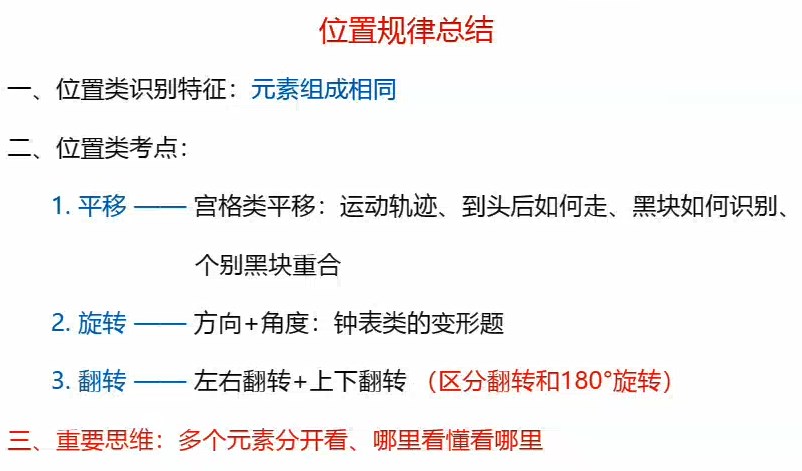 位置规律总结
一、位置类识别特征：元素组成相同
二、位置类考点：
1. 平移 —— 宫格类平移：运动轨迹、到头后如何走、黑块如何识别、
个别黑块重合
2. 旋转 —— 方向+角度：钟表类的变形题
3. 翻转 —— 左右翻转+上下翻转 （区分翻转和180°旋转）
三、重要思维：多个元素分开看、哪里看懂看哪里